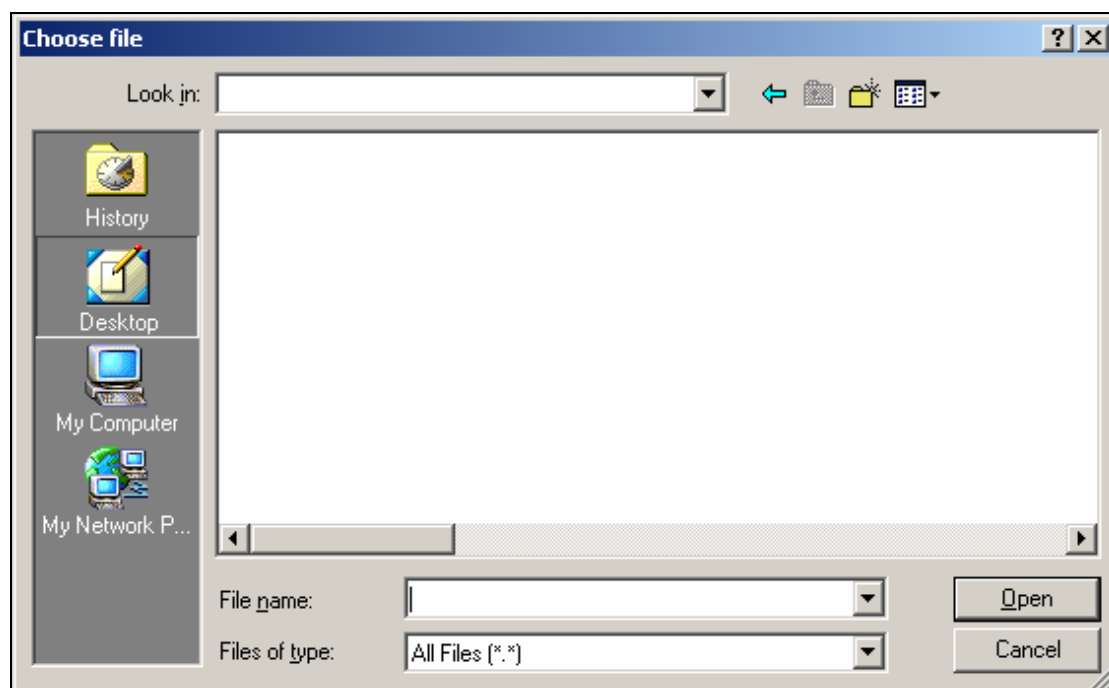 Choose file
Look in:
History
Desktop
My Computer
My Network P...
File name:
Open
Files of type:
All Files (*.*)
Cancel